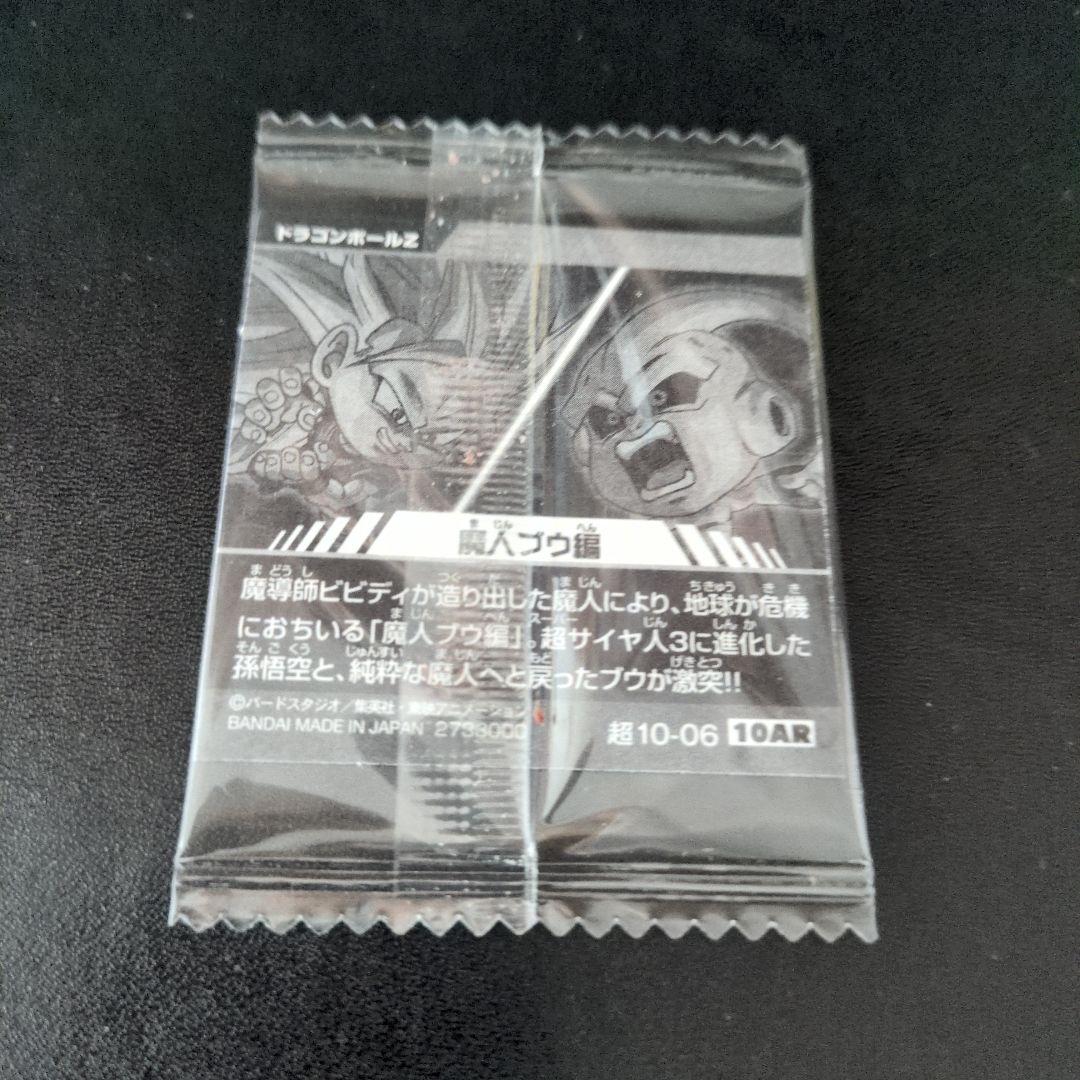 ドラゴンボールZ
魔人ブウ編
魔導師ビビディが造り出した魔人により、地球が危機
におちいる「魔人ブウ編」。超サイヤ人3に進化した
孫悟空と、純粋な魔人へと戻ったブウが激突!!
©バードスタジオ／集英社・東映アニメーション
BANDAI MADE IN JAPAN 2733000
超10-06 10AR